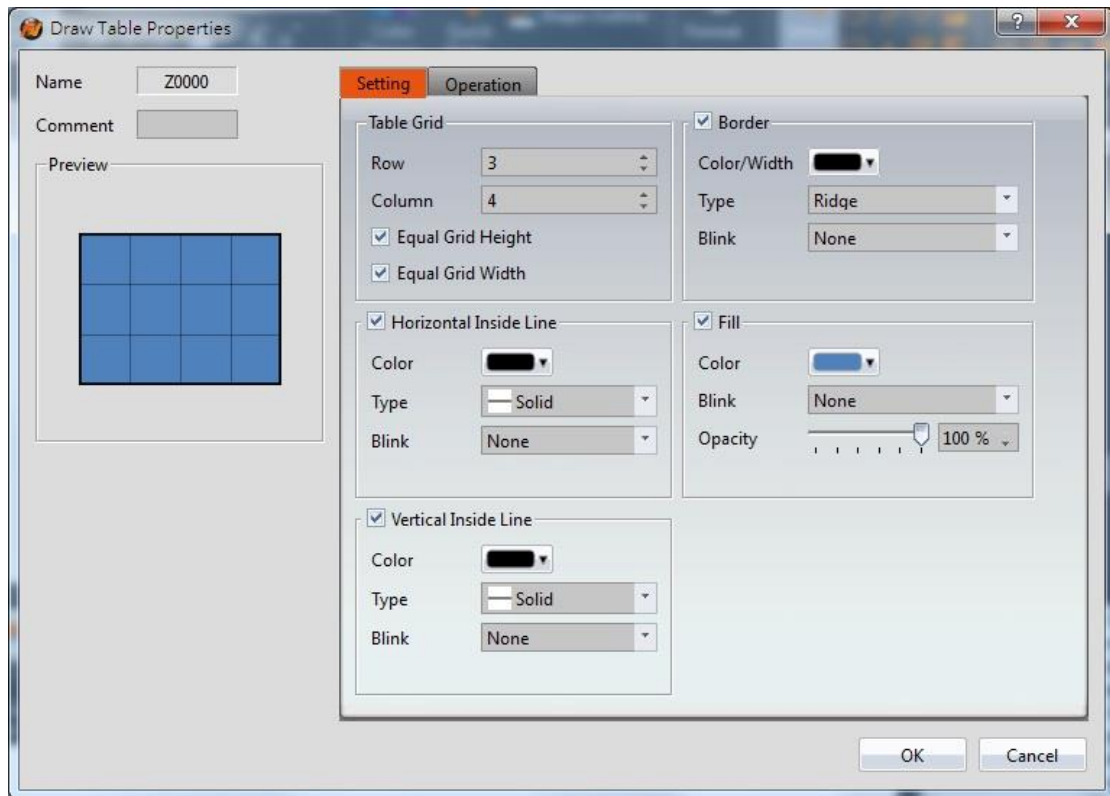 Draw Table Properties
?
X
Name Z0000
Comment
Preview
Setting Operation
Table Grid
Row 3
Column 4
Equal Grid Height
Equal Grid Width
Border
Color/Width
Type Ridge
Blink None
Horizontal Inside Line
Color
Type Solid
Blink None
Fill
Color
Blink None
Opacity 100 %
Vertical Inside Line
Color
Type Solid
Blink None
OK Cancel